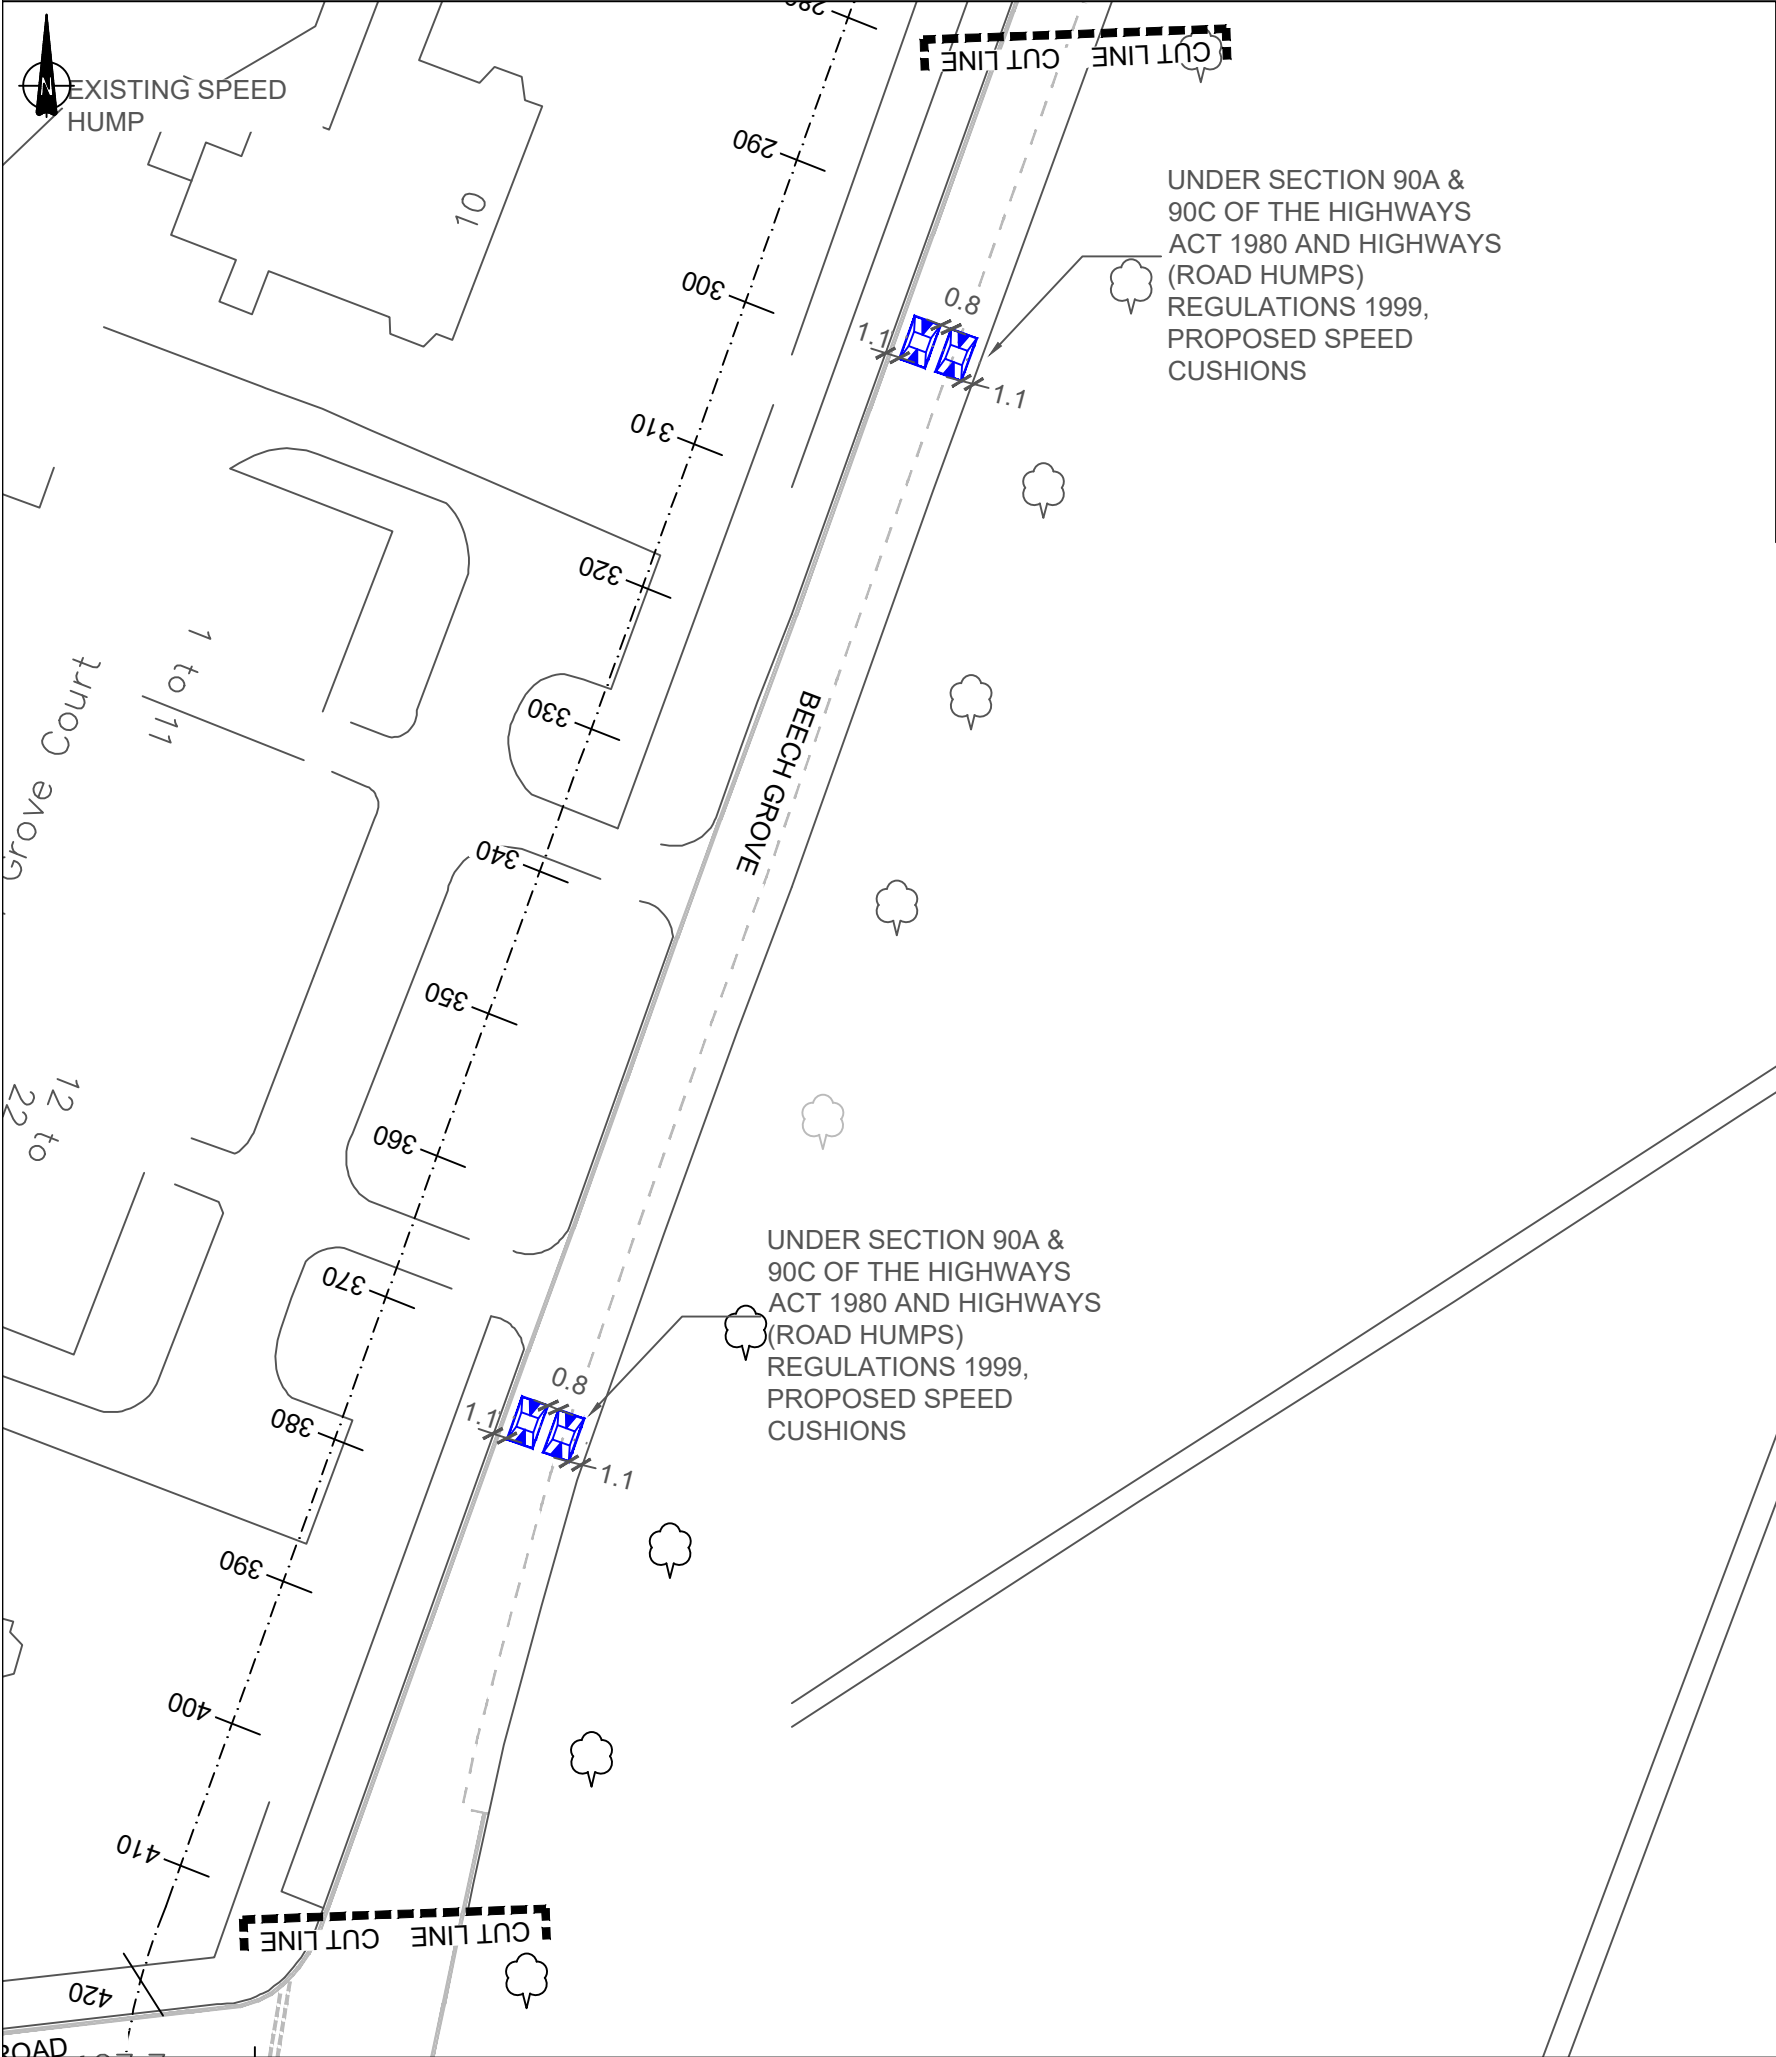 280
CUT LINE CUT LINE
N
EXISTING SPEED
HUMP
290
10
UNDER SECTION 90A &
90C OF THE HIGHWAYS
ACT 1980 AND HIGHWAYS
(ROAD HUMPS)
REGULATIONS 1999,
PROPOSED SPEED
CUSHIONS
300
0.8
1.1
1.1
310
320
1 to 11
Grove Court
330
BEECH GROVE
340
350
12 to
22
360
UNDER SECTION 90A &
90C OF THE HIGHWAYS
ACT 1980 AND HIGHWAYS
(ROAD HUMPS)
REGULATIONS 1999,
PROPOSED SPEED
CUSHIONS
370
0.8
1.1
1.1
380
390
400
410
CUT LINE CUT LINE
420
ROAD